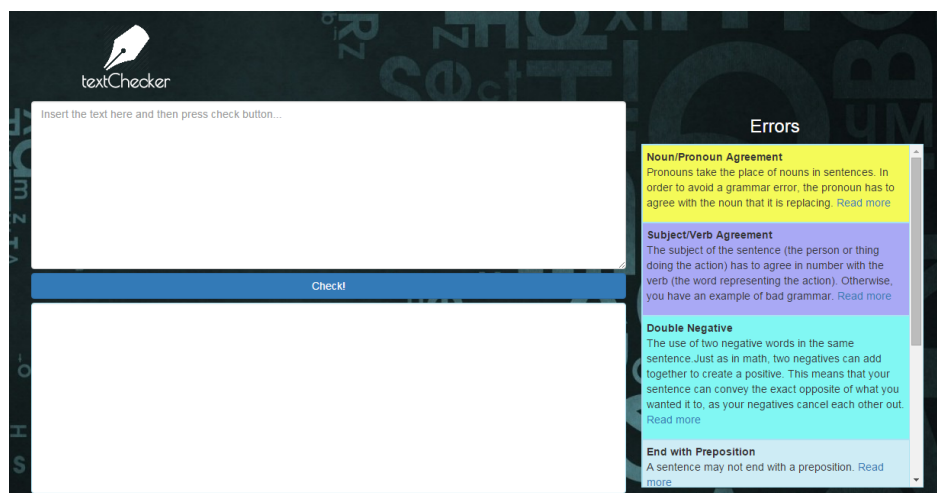 textChecker
Insert the text here and then press check button...
Check!
Errors
Noun/Pronoun Agreement
Pronouns take the place of nouns in sentences. In
order to avoid a grammar error, the pronoun has to
agree with the noun that it is replacing. Read more
Subject/Verb Agreement
The subject of the sentence (the person or thing
doing the action) has to agree in number with the
verb (the word representing the action). Otherwise,
you have an example of bad grammar. Read more
Double Negative
The use of two negative words in the same
sentence.Just as in math, two negatives can add
together to create a positive. This means that your
sentence can convey the exact opposite of what you
wanted it to, as your negatives cancel each other out.
Read more
End with Preposition
A sentence may not end with a preposition. Read
more